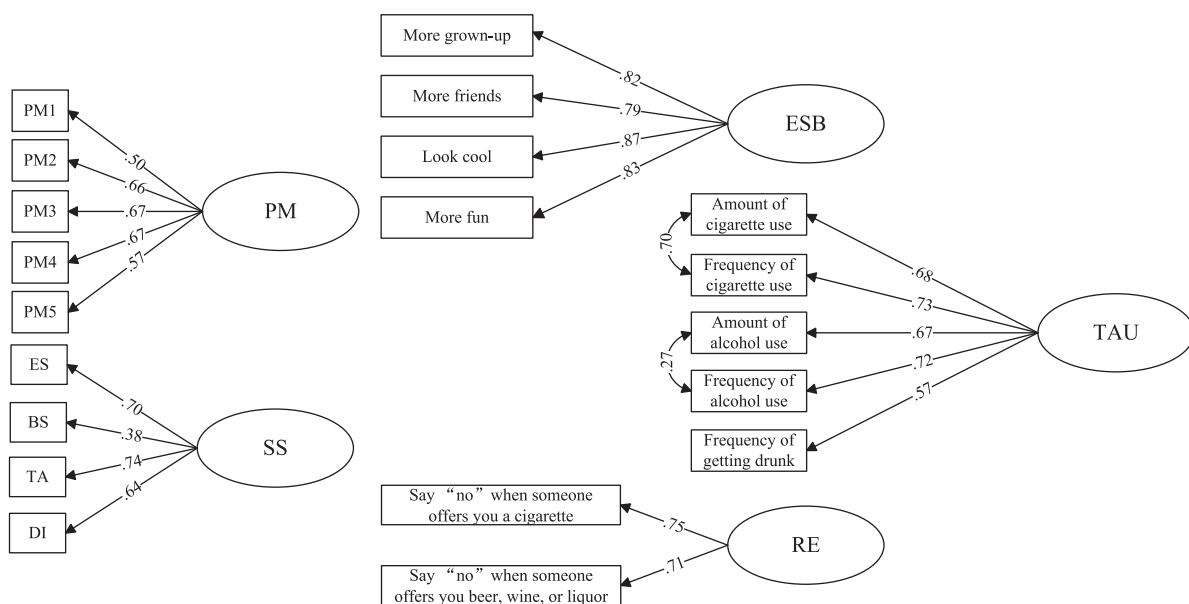 PM1
PM2
PM3
PM4
PM5
.50
.66
.67
.67
.57
PM
ES
BS
TA
DI
.70
.38
.74
.64
SS
More grown-up
More friends
Look cool
More fun
.82
.79
.87
.83
ESB
Amount of
cigarette use
Frequency of
cigarette use
Amount of
alcohol use
Frequency of
alcohol use
Frequency of
getting drunk
.70
.27
.68
.73
.67
.72
.57
TAU
Say “no” when someone
offers you a cigarette
Say “no” when someone
offers you beer, wine, or liquor
.75
.71
RE